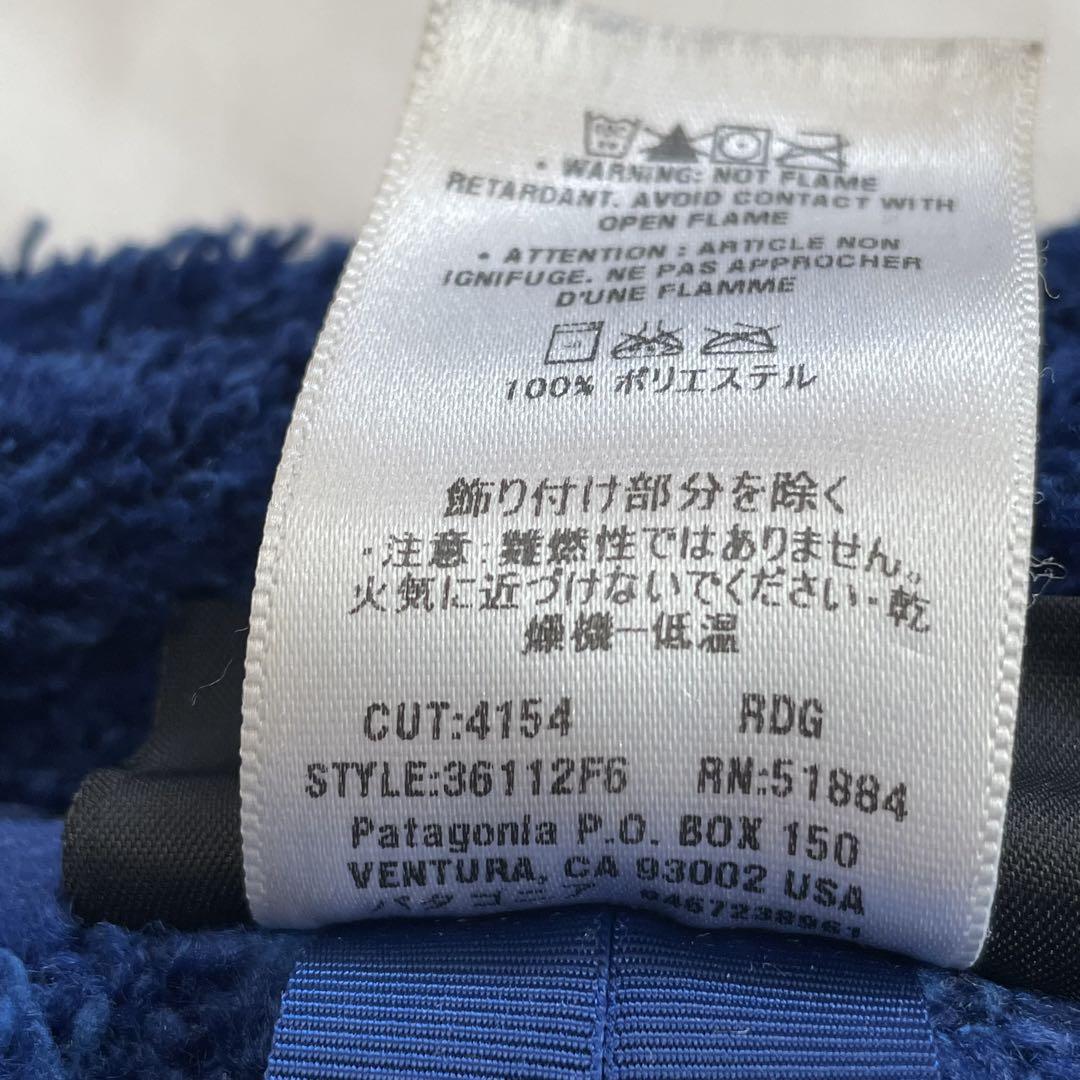 • WARNING: NOT FLAME
RETARDANT. AVOID CONTACT WITH
OPEN FLAME
• ATTENTION : ARTICLE NON
IGNIFUGE. NE PAS APPROCHER
D'UNE FLAMME
100% ポリエステル
飾り付け部分を除く
・注意:難燃性ではありません。
火気に近づけないでください・乾
燥機－低温
CUT:4154 RDG
STYLE:36112F6 RN:51884
Patagonia P.O. BOX 150
VENTURA, CA 93002 USA